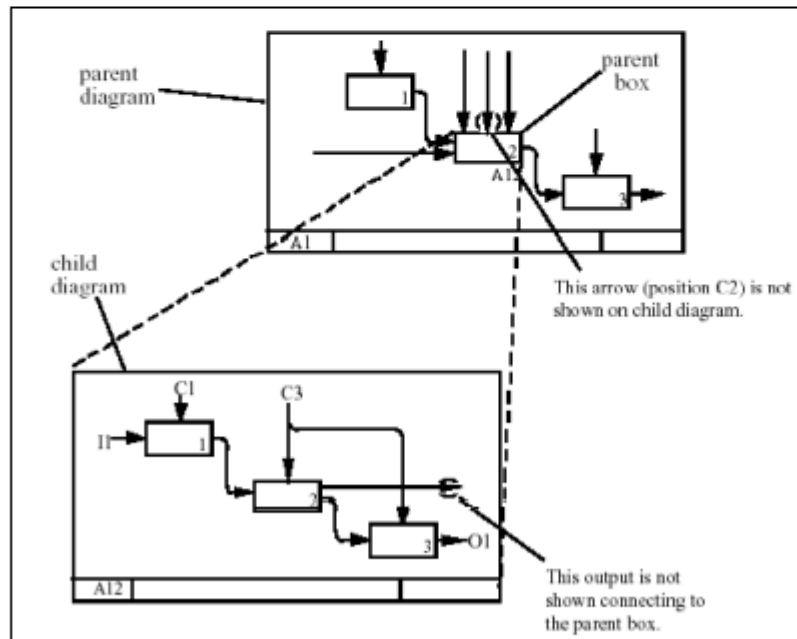 parent
diagram
parent
box
1
2
A12
3
A1
This arrow (position C2) is not
shown on child diagram.
child
diagram
C1
C3
I1
1
2
3
O1
A12
This output is not
shown connecting to
the parent box.